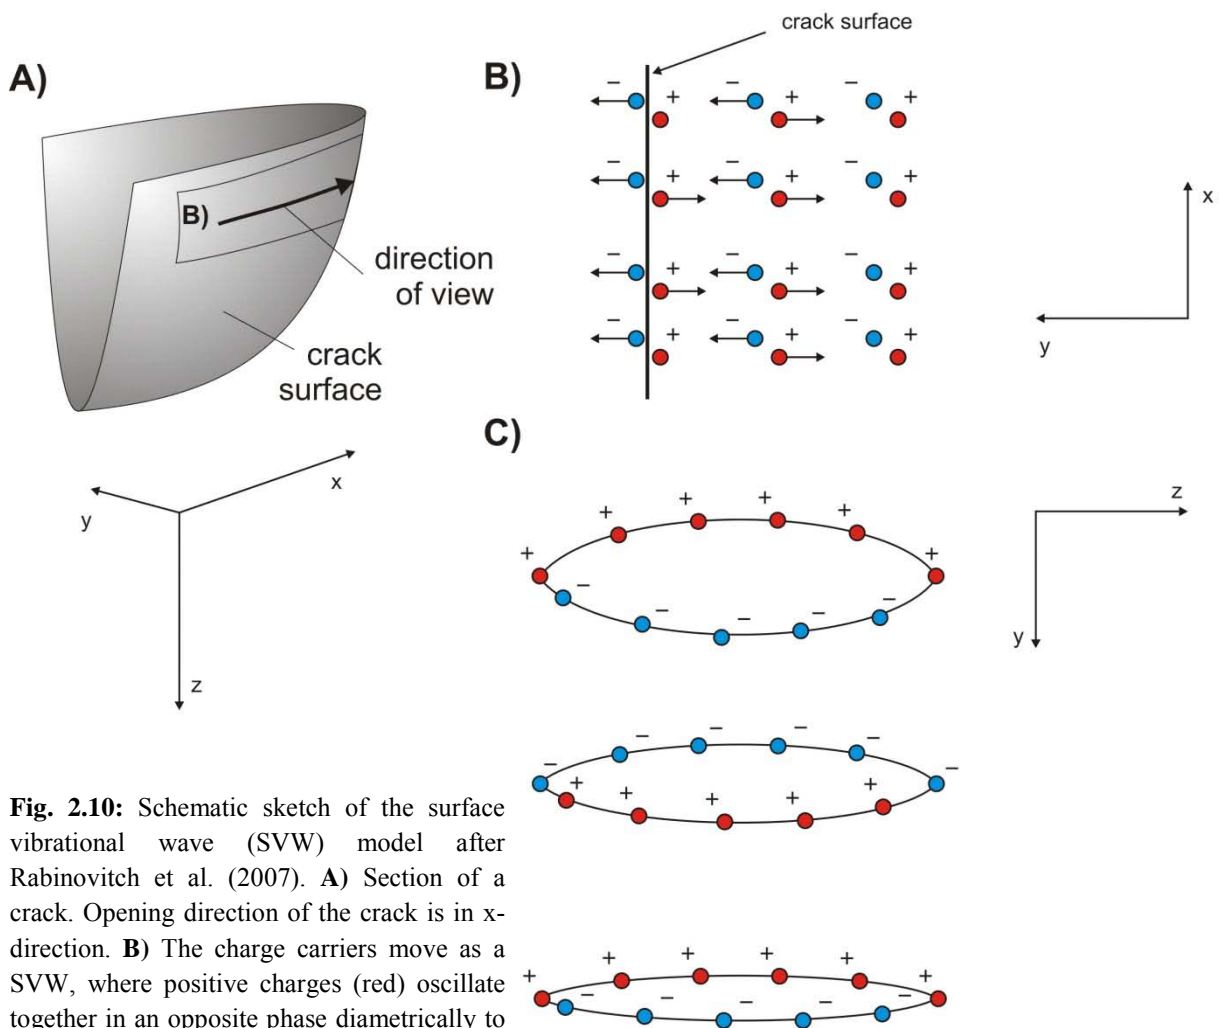 A)
B)
direction
of view
crack
surface
x
y
z
crack surface
B)
− − −
+ + +
− − −
+ + +
− − −
+ + +
− − −
+ + +
x
y
C)
+ + + + + +
− − − − −
z
y
− − − − − −
+ + + + +
+ + + + + +
− − − − −
Fig. 2.10: Schematic sketch of the surface
vibrational wave (SVW) model after
Rabinovitch et al. (2007). A) Section of a
crack. Opening direction of the crack is in x-
direction. B) The charge carriers move as a
SVW, where positive charges (red) oscillate
together in an opposite phase diametrically to